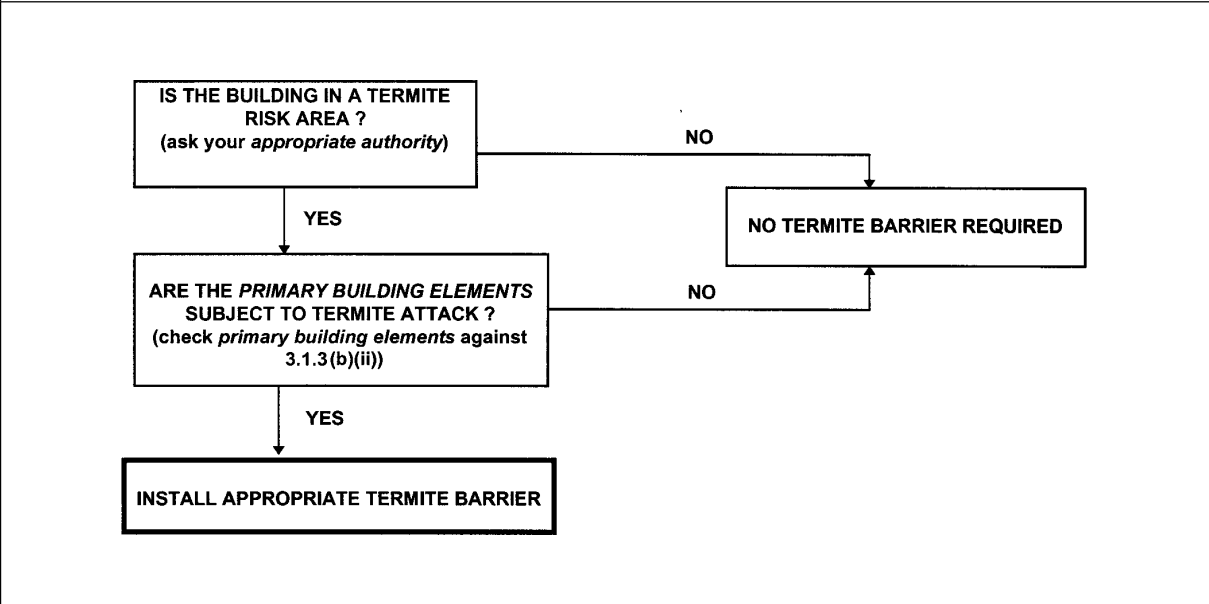 IS THE BUILDING IN A TERMITE
RISK AREA ?
(ask your appropriate authority)
NO
YES
NO TERMITE BARRIER REQUIRED
ARE THE PRIMARY BUILDING ELEMENTS
SUBJECT TO TERMITE ATTACK ?
(check primary building elements against
3.1.3(b)(ii))
NO
YES
INSTALL APPROPRIATE TERMITE BARRIER